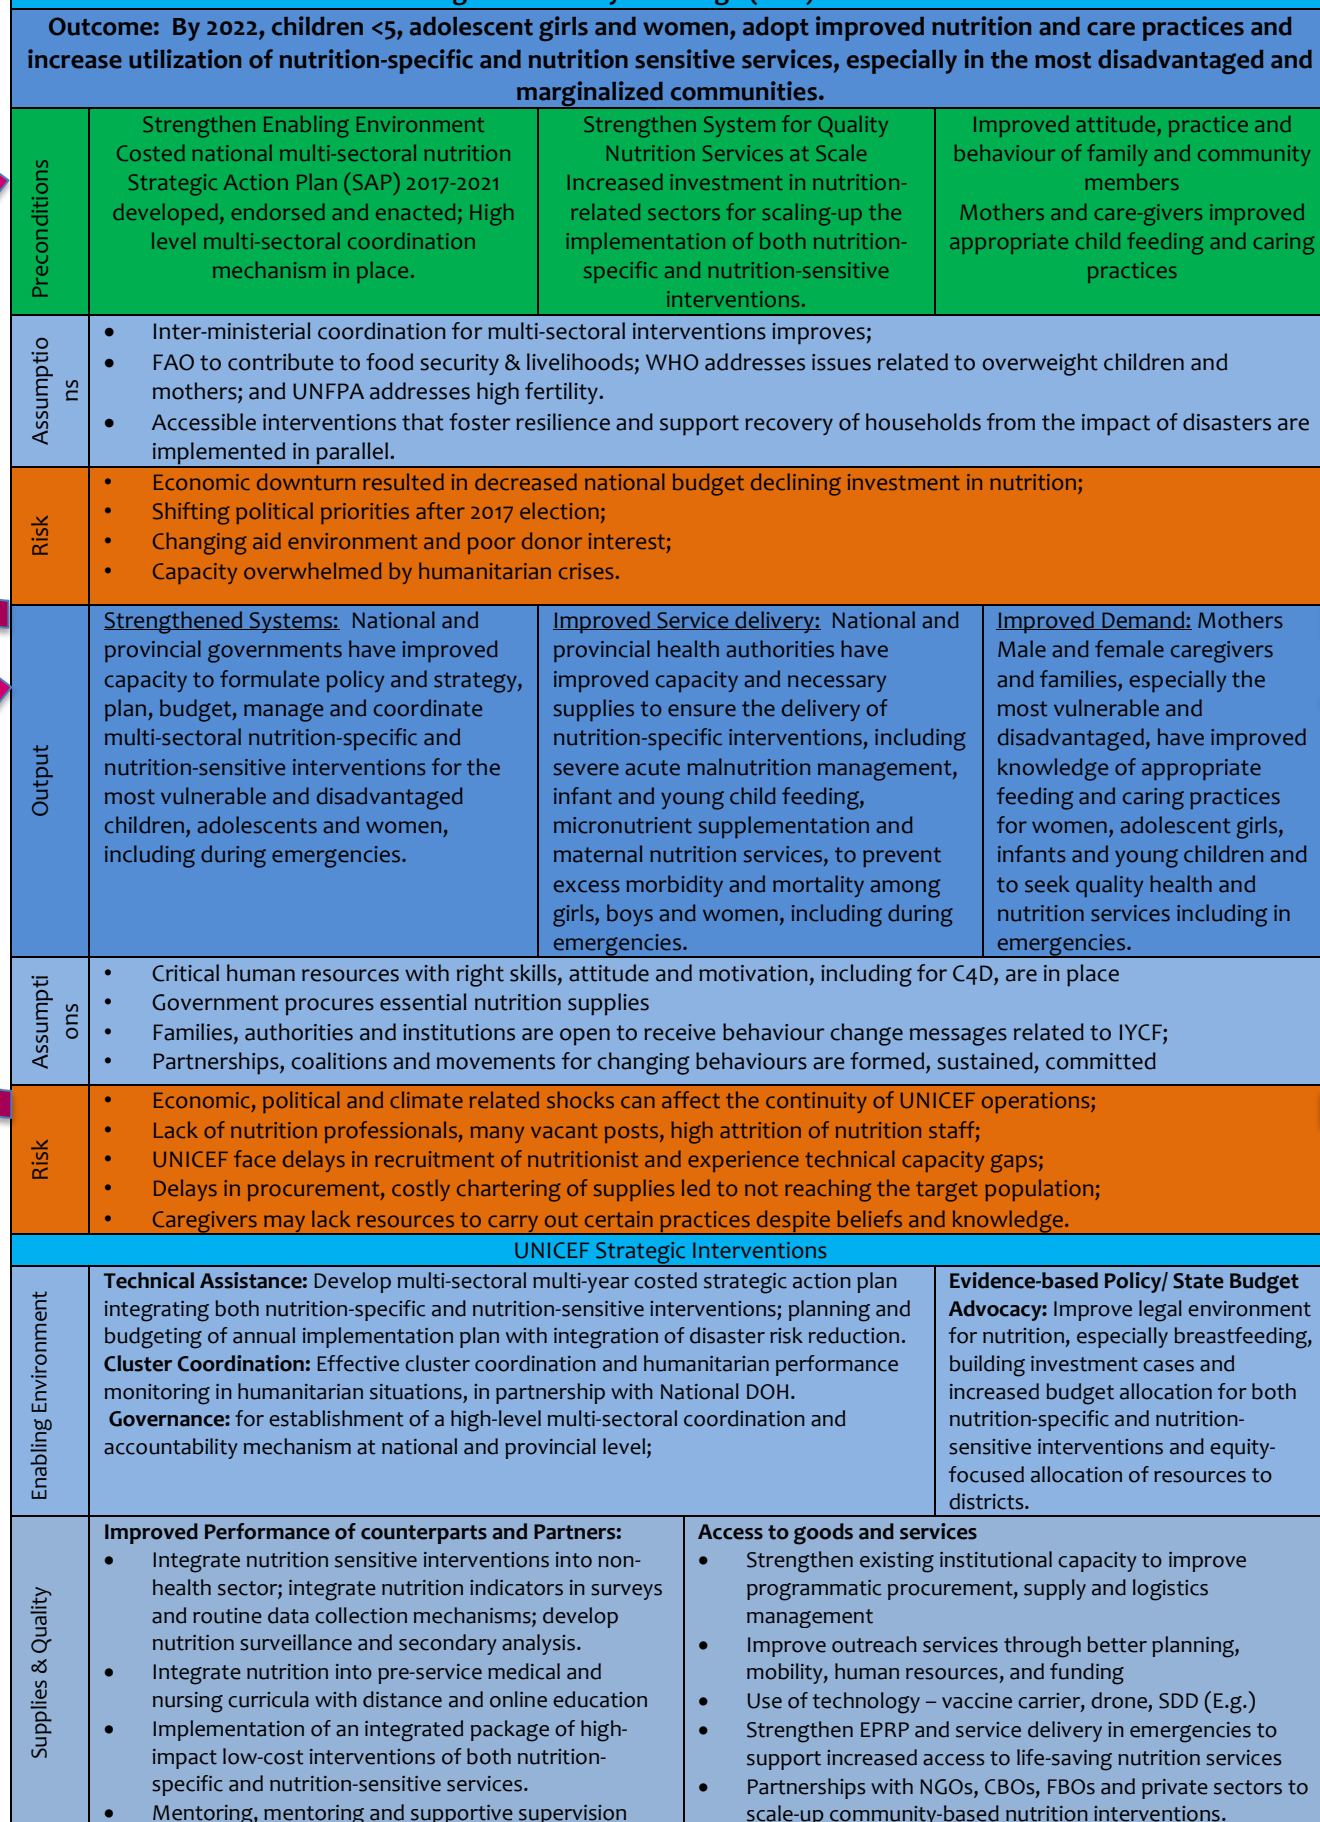 Outcome: By 2022, children <5, adolescent girls and women, adopt improved nutrition and care practices and
increase utilization of nutrition-specific and nutrition sensitive services, especially in the most disadvantaged and
marginalized communities.
Preconditions
Strengthen Enabling Environment
Costed national multi-sectoral nutrition
Strategic Action Plan (SAP) 2017-2021
developed, endorsed and enacted; High
level multi-sectoral coordination
mechanism in place.
Strengthen System for Quality
Nutrition Services at Scale
Increased investment in nutrition-
related sectors for scaling-up the
implementation of both nutrition-
specific and nutrition-sensitive
interventions.
Improved attitude, practice and
behaviour of family and community
members
Mothers and care-givers improved
appropriate child feeding and caring
practices
Assumptio
ns
• Inter-ministerial coordination for multi-sectoral interventions improves;
• FAO to contribute to food security & livelihoods; WHO addresses issues related to overweight children and
mothers; and UNFPA addresses high fertility.
• Accessible interventions that foster resilience and support recovery of households from the impact of disasters are
implemented in parallel.
Risk
• Economic downturn resulted in decreased national budget declining investment in nutrition;
• Shifting political priorities after 2017 election;
• Changing aid environment and poor donor interest;
• Capacity overwhelmed by humanitarian crises.
Output
Strengthened Systems: National and
provincial governments have improved
capacity to formulate policy and strategy,
plan, budget, manage and coordinate
multi-sectoral nutrition-specific and
nutrition-sensitive interventions for the
most vulnerable and disadvantaged
children, adolescents and women,
including during emergencies.
Improved Service delivery: National and
provincial health authorities have
improved capacity and necessary
supplies to ensure the delivery of
nutrition-specific interventions, including
severe acute malnutrition management,
infant and young child feeding,
micronutrient supplementation and
maternal nutrition services, to prevent
excess morbidity and mortality among
girls, boys and women, including during
emergencies.
Improved Demand: Mothers
Male and female caregivers
and families, especially the
most vulnerable and
disadvantaged, have improved
knowledge of appropriate
feeding and caring practices
for women, adolescent girls,
infants and young children and
to seek quality health and
nutrition services including in
emergencies.
Assumpti
ons
• Critical human resources with right skills, attitude and motivation, including for C4D, are in place
• Government procures essential nutrition supplies
• Families, authorities and institutions are open to receive behaviour change messages related to IYCF;
• Partnerships, coalitions and movements for changing behaviours are formed, sustained, committed
Risk
• Economic, political and climate related shocks can affect the continuity of UNICEF operations;
• Lack of nutrition professionals, many vacant posts, high attrition of nutrition staff;
• UNICEF face delays in recruitment of nutritionist and experience technical capacity gaps;
• Delays in procurement, costly chartering of supplies led to not reaching the target population;
• Caregivers may lack resources to carry out certain practices despite beliefs and knowledge.
UNICEF Strategic Interventions
Enabling Environment
Technical Assistance: Develop multi-sectoral multi-year costed strategic action plan
integrating both nutrition-specific and nutrition-sensitive interventions; planning and
budgeting of annual implementation plan with integration of disaster risk reduction.
Cluster Coordination: Effective cluster coordination and humanitarian performance
monitoring in humanitarian situations, in partnership with National DOH.
Governance: for establishment of a high-level multi-sectoral coordination and
accountability mechanism at national and provincial level;
Evidence-based Policy/ State Budget
Advocacy: Improve legal environment
for nutrition, especially breastfeeding,
building investment cases and
increased budget allocation for both
nutrition-specific and nutrition-
sensitive interventions and equity-
focused allocation of resources to
districts.
Supplies & Quality
Improved Performance of counterparts and Partners:
• Integrate nutrition sensitive interventions into non-
health sector; integrate nutrition indicators in surveys
and routine data collection mechanisms; develop
nutrition surveillance and secondary analysis.
• Integrate nutrition into pre-service medical and
nursing curricula with distance and online education
• Implementation of an integrated package of high-
impact low-cost interventions of both nutrition-
specific and nutrition-sensitive services.
• Mentoring, mentoring and supportive supervision
Access to goods and services
• Strengthen existing institutional capacity to improve
programmatic procurement, supply and logistics
management
• Improve outreach services through better planning,
mobility, human resources, and funding
• Use of technology – vaccine carrier, drone, SDD (E.g.)
• Strengthen EPRP and service delivery in emergencies to
support increased access to life-saving nutrition services
• Partnerships with NGOs, CBOs, FBOs and private sectors to
scale-up community-based nutrition interventions.